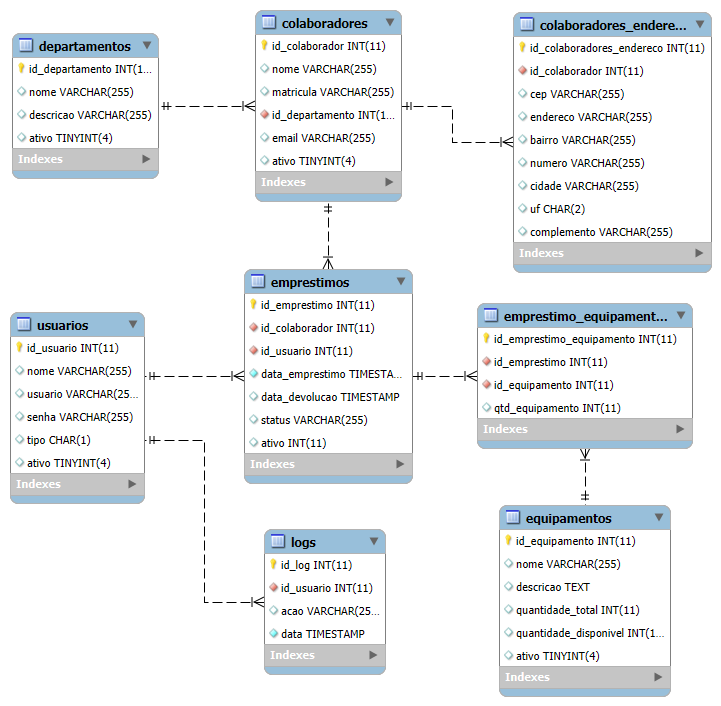 departamentos
id_departamento INT(1...
nome VARCHAR(255)
descricao VARCHAR(255)
ativo TINYINT(4)
Indexes
colaboradores
id_colaborador INT(11)
nome VARCHAR(255)
matricula VARCHAR(255)
id_departamento INT(1...
email VARCHAR(255)
ativo TINYINT(4)
Indexes
colaboradores_endere...
id_colaboradores_endereco INT(11)
id_colaborador INT(11)
cep VARCHAR(255)
endereco VARCHAR(255)
bairro VARCHAR(255)
numero VARCHAR(255)
cidade VARCHAR(255)
uf CHAR(2)
complemento VARCHAR(255)
Indexes
usuarios
id_usuario INT(11)
nome VARCHAR(255)
usuario VARCHAR(25...
senha VARCHAR(255)
tipo CHAR(1)
ativo TINYINT(4)
Indexes
emprestimos
id_emprestimo INT(11)
id_colaborador INT(11)
id_usuario INT(11)
data_emprestimo TIMESTA...
data_devolucao TIMESTAMP
status VARCHAR(255)
ativo INT(11)
Indexes
emprestimo_equipament...
id_emprestimo_equipamento INT(11)
id_emprestimo INT(11)
id_equipamento INT(11)
qtd_equipamento INT(11)
Indexes
logs
id_log INT(11)
id_usuario INT(11)
acao VARCHAR(25...
data TIMESTAMP
Indexes
equipamentos
id_equipamento INT(11)
nome VARCHAR(255)
descricao TEXT
quantidade_total INT(11)
quantidade_disponivel INT(1...
ativo TINYINT(4)
Indexes